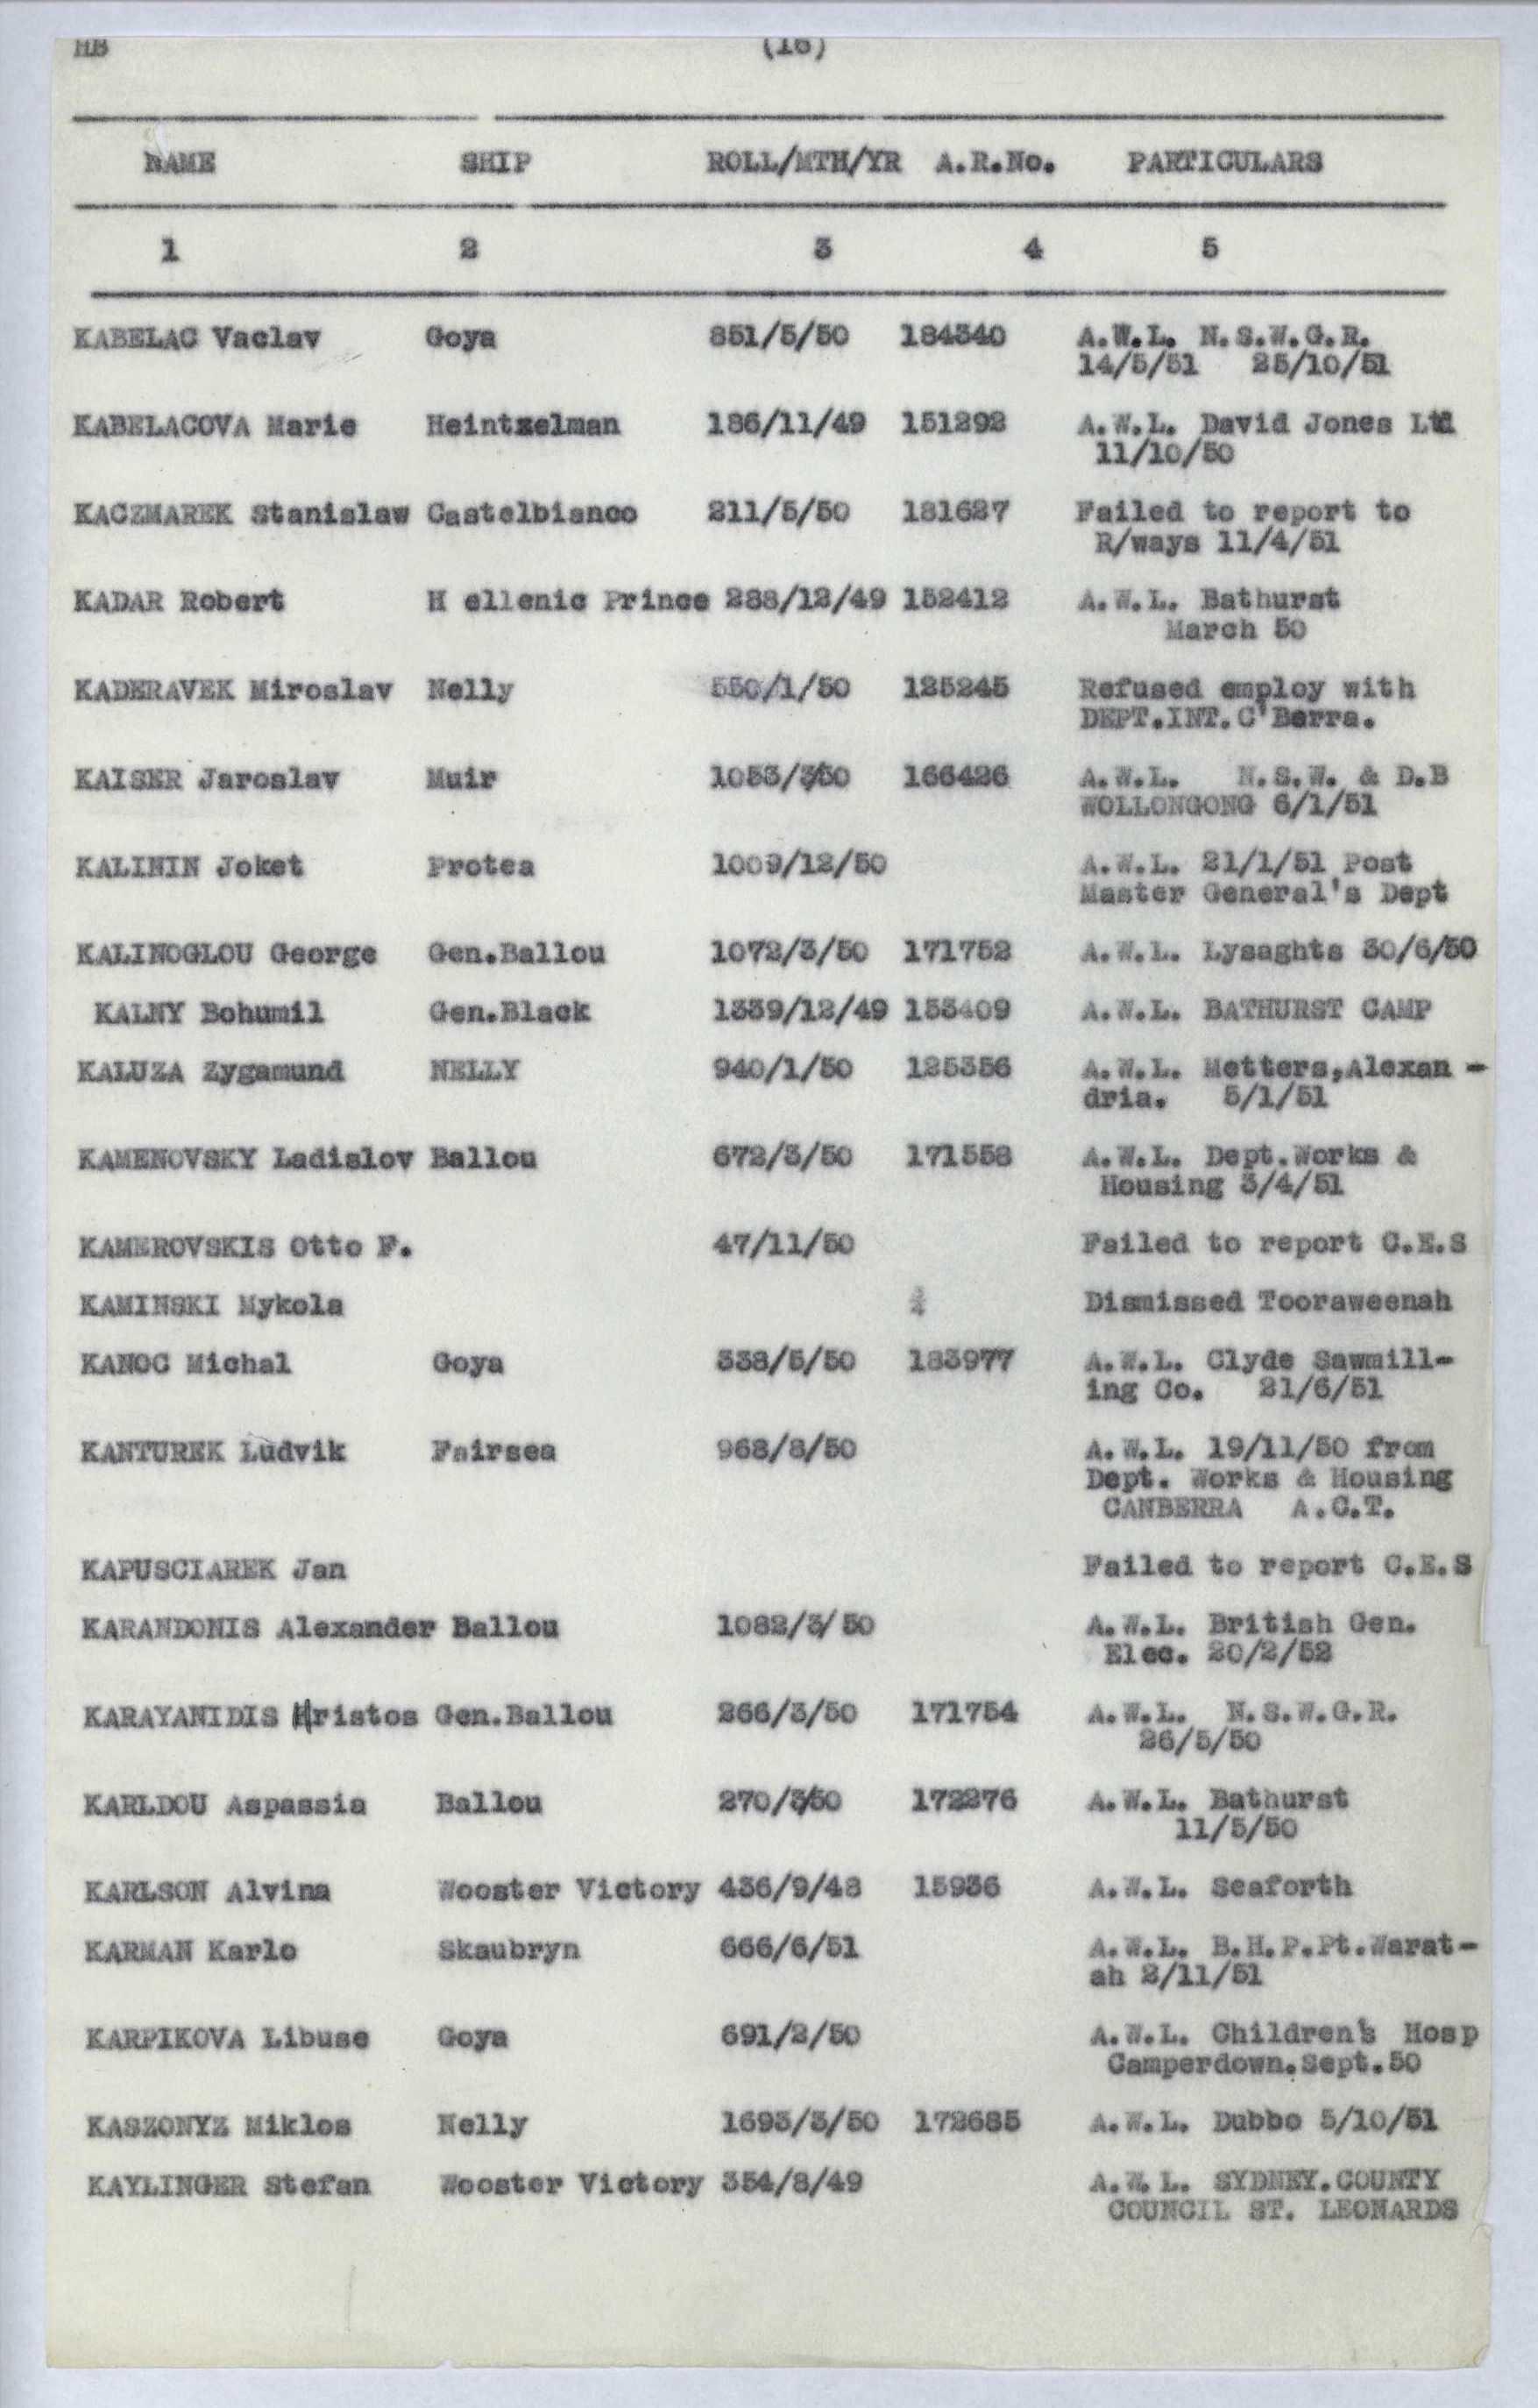 HB (16)
NAME SHIP ROLL/MTH/YR A.R.No. PARTICULARS
1 2 3 4 5
KABELAC Vaclav Goya 851/5/50 184340 A.W.L. N.S.W.G.R.
14/5/51 25/10/51
KABELACOVA Marie Heintzelman 186/11/49 151292 A.W.L. David Jones Ltd
11/10/50
KACZMAREK Stanislaw Castelbianco 211/5/50 181627 Failed to report to
R/ways 11/4/51
KADAR Robert H ellenic Prince 288/12/49 152412 A.W.L. Bathurst
March 50
KADERAVEK Miroslav Nelly 550/1/50 125245 Refused employ with
DEPT.INT.C'Berra.
KAISER Jaroslav Muir 1053/3/50 166426 A.W.L. N.S.W. & D.B
WOLLONGONG 6/1/51
KALININ Joket Protea 1009/12/50 A.W.L. 21/1/51 Post
Master General's Dept
KALINOGLOU George Gen.Ballou 1072/3/50 171752 A.W.L. Lysaghts 30/6/50
KALNY Bohumil Gen.Black 1339/12/49 153409 A.W.L. BATHURST CAMP
KALUZA Zygamund NELLY 940/1/50 125356 A.W.L. Metters,Alexan -
dria. 5/1/51
KAMENOVSKY Ladislov Ballou 672/3/50 171558 A.W.L. Dept.Works &
Housing 3/4/51
KAMEROVSKIS Otto F. 47/11/50 Failed to report C.E.S
KAMINSKI Mykola Dismissed Tooraweenah
KANOC Michal Goya 338/5/50 183977 A.W.L. Clyde Sawmill-
ing Co. 21/6/51
KANTUREK Ludvik Fairsea 968/8/50 A.W.L. 19/11/50 from
Dept. Works & Housing
CANBERRA A.C.T.
KAPUSCIAREK Jan Failed to report C.E.S
KARANDONIS Alexander Ballou 1082/3/50 A.W.L. British Gen.
Elec. 20/2/52
KARAYANIDIS Hristos Gen.Ballou 266/3/50 171754 A.W.L. N.S.W.G.R.
26/5/50
KARLDOU Aspassia Ballou 270/3/50 172276 A.W.L. Bathurst
11/5/50
KARLSON Alvina Wooster Victory 436/9/48 15936 A.W.L. Seaforth
KARMAN Karlo Skaubryn 666/6/51 A.W.L. B.H.P.Pt.Warat-
ah 2/11/51
KARPIKOVA Libuse Goya 691/2/50 A.W.L. Children's Hosp
Camperdown.Sept.50
KASZONYZ Miklos Nelly 1693/3/50 172685 A.W.L. Dubbo 5/10/51
KAYLINGER Stefan Wooster Victory 354/8/49 A.W.L. SYDNEY.COUNTY
COUNCIL ST. LEONARDS